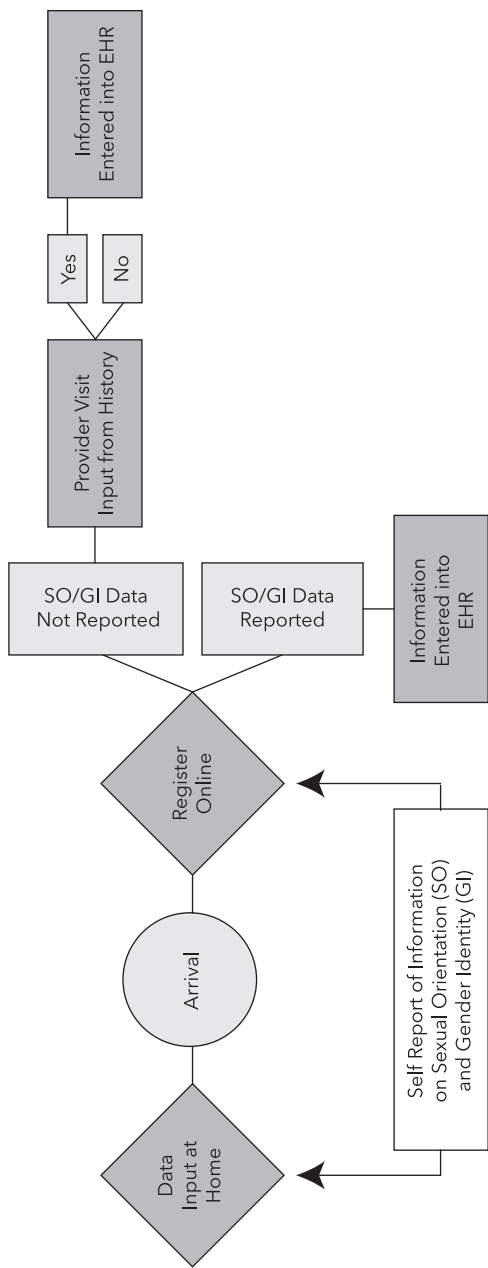 Data
Input at
Home
Arrival
Register
Online
Self Report of Information
on Sexual Orientation (SO)
and Gender Identity (GI)
SO/GI Data
Not Reported
SO/GI Data
Reported
Information
Entered into
EHR
Provider Visit
Input from History
Yes
No
Information
Entered into EHR